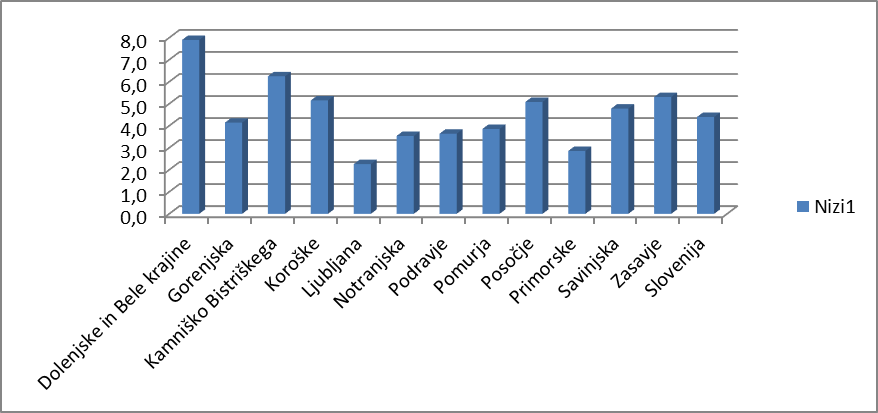 8,0
7,0
6,0
5,0
4,0
3,0
2,0
1,0
0,0
Dolenjske in Bele krajine
Gorenjska
Kamniško Bistriškega
Koroške
Ljubljana
Notranjska
Podravje
Pomurja
Posočje
Primorske
Savinjska
Zasavje
Slovenija
Nizi1